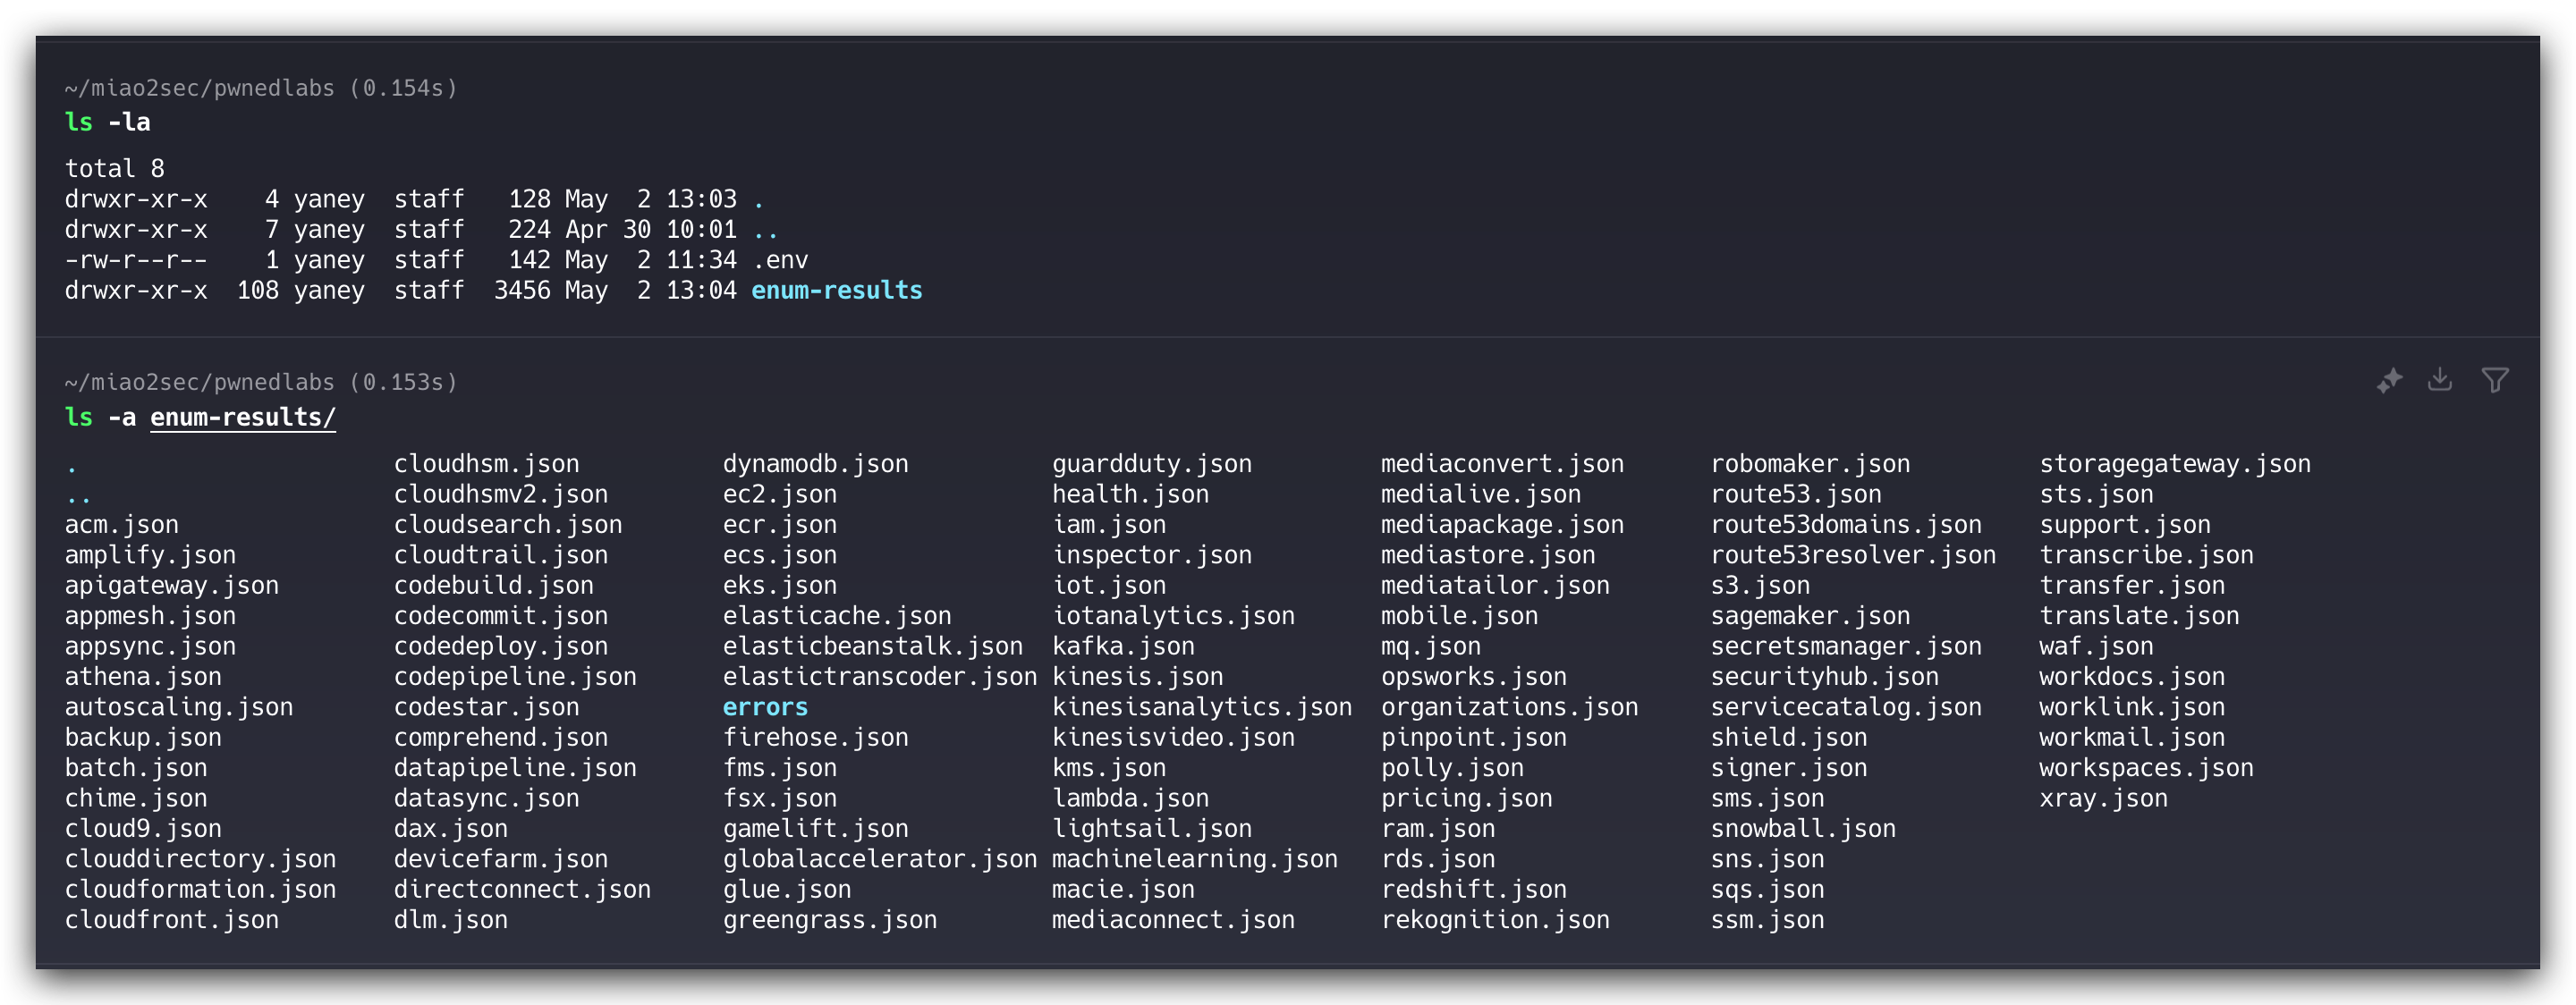 ~/miao2sec/pwnedlabs (0.154s)
ls -la
total 8
drwxr-xr-x    4 yaney  staff   128 May  2 13:03 .
drwxr-xr-x    7 yaney  staff   224 Apr 30 10:01 ..
-rw-r--r--    1 yaney  staff   142 May  2 11:34 .env
drwxr-xr-x  108 yaney  staff  3456 May  2 13:04 enum-results
~/miao2sec/pwnedlabs (0.153s)
ls -a enum-results/
. cloudhsm.json dynamodb.json guardduty.json mediaconvert.json robomaker.json storagegateway.json
.. cloudhsmv2.json ec2.json health.json medialive.json route53.json sts.json
acm.json cloudsearch.json ecr.json iam.json mediapackage.json route53domains.json support.json
amplify.json cloudtrail.json ecs.json inspector.json mediastore.json route53resolver.json transcribe.json
apigateway.json codebuild.json eks.json iot.json mediatailor.json s3.json transfer.json
appmesh.json codecommit.json elasticache.json iotanalytics.json mobile.json sagemaker.json translate.json
appsync.json codedeploy.json elasticbeanstalk.json kafka.json mq.json secretsmanager.json waf.json
athena.json codepipeline.json elastictranscoder.json kinesis.json opsworks.json securityhub.json workdocs.json
autoscaling.json codestar.json errors kinesisanalytics.json organizations.json servicecatalog.json worklink.json
backup.json comprehend.json firehose.json kinesisvideo.json pinpoint.json shield.json workmail.json
batch.json datapipeline.json fms.json kms.json polly.json signer.json workspaces.json
chime.json datasync.json fsx.json lambda.json pricing.json sms.json xray.json
cloud9.json dax.json gamelift.json lightsail.json ram.json snowball.json
clouddirectory.json devicefarm.json globalaccelerator.json machinelearning.json rds.json sns.json
cloudformation.json directconnect.json glue.json macie.json redshift.json sqs.json
cloudfront.json dlm.json greengrass.json mediaconnect.json rekognition.json ssm.json